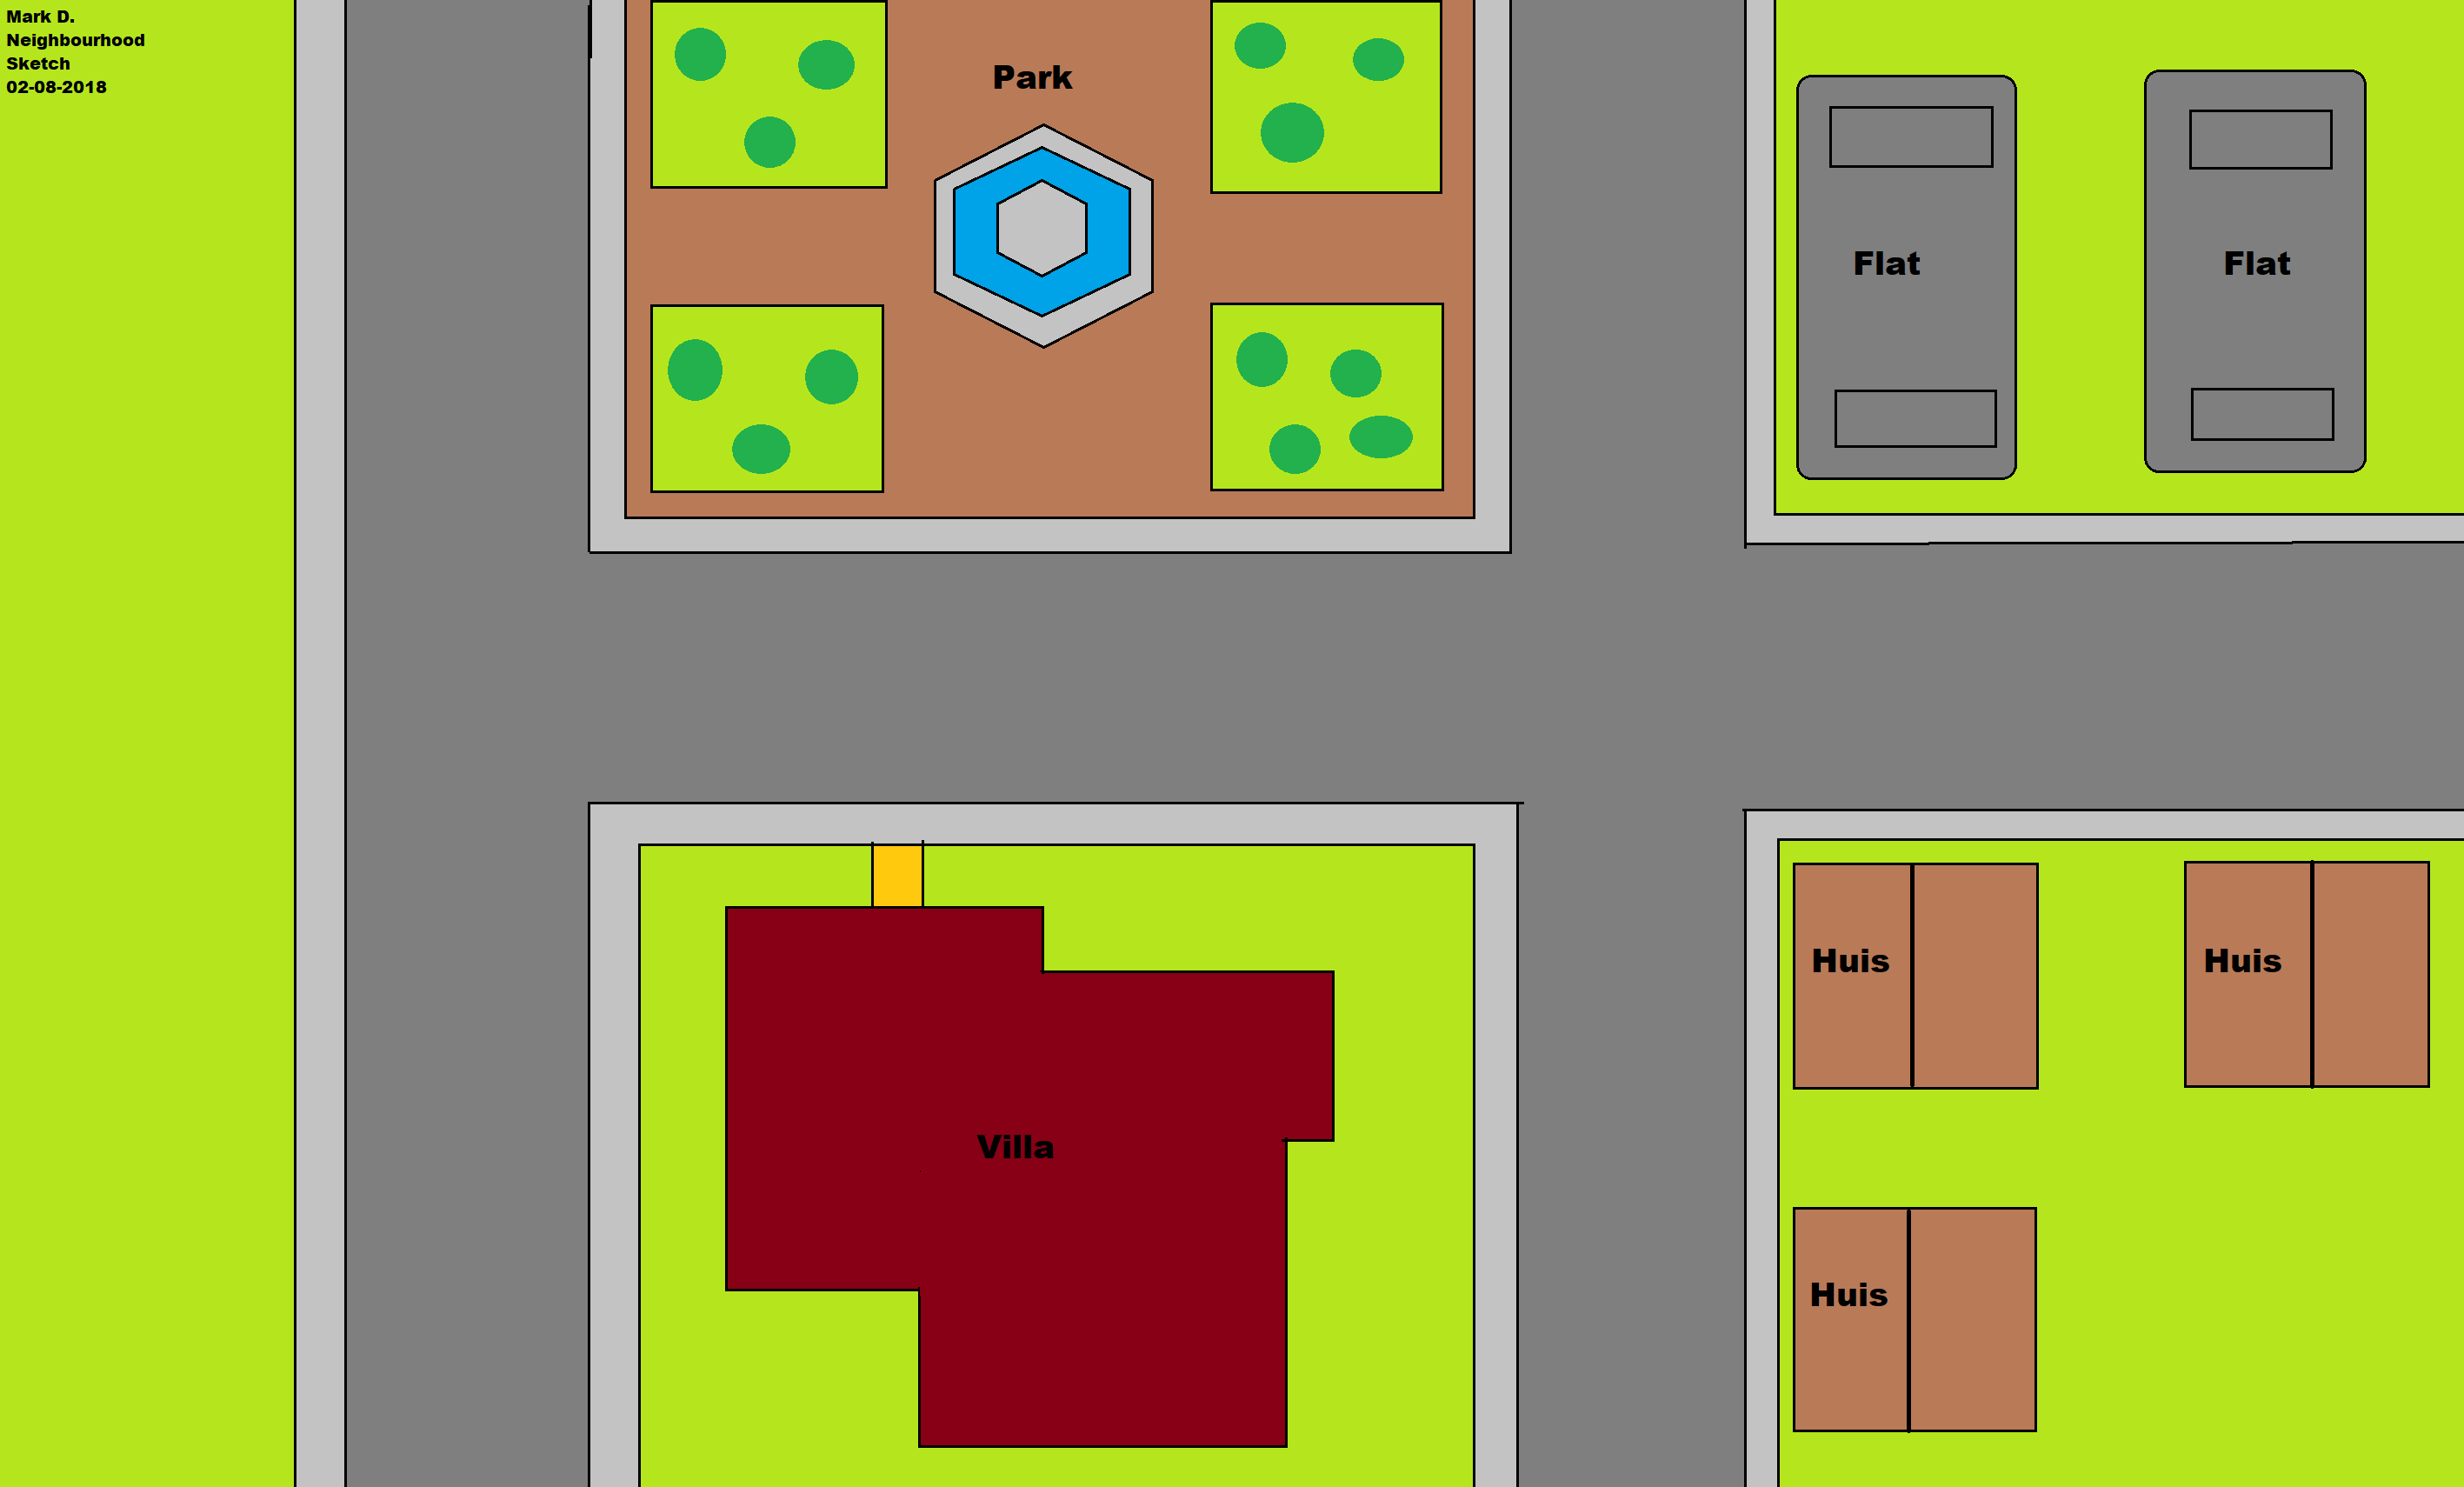 Mark D.
Neighbourhood
Sketch
02-08-2018
Park
Flat
Flat
Villa
Huis
Huis
Huis